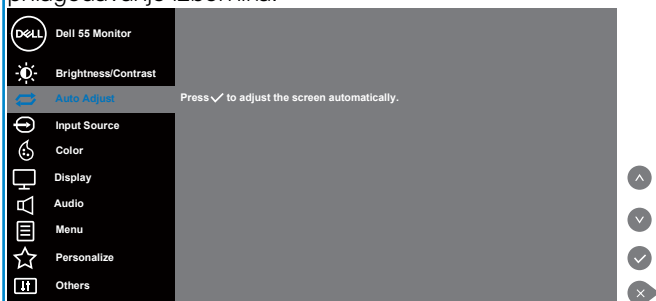 prilagođavanje izbornika.
DELL
Dell 55 Monitor
Brightness/Contrast
Auto Adjust
Press ✓ to adjust the screen automatically.
Input Source
Color
Display
Audio
Menu
Personalize
Others